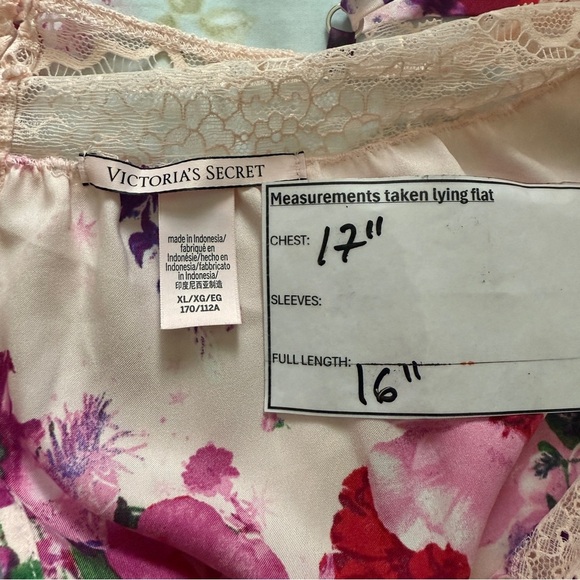 VICTORIA'S SECRET
made in Indonesia/
fabriqué en
Indonésie/hecho en
Indonesia/fabbricato
in Indonesia/
印度尼西亚制造
XL/XG/EG
170/112A
Measurements taken lying flat
CHEST: 17"
SLEEVES:
FULL LENGTH: 16"